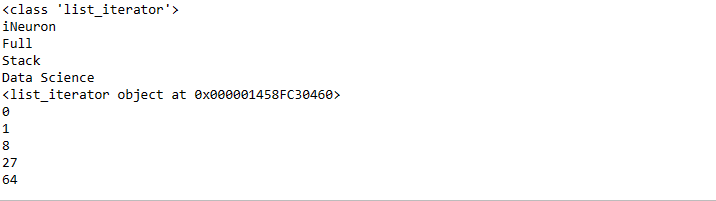 <class 'list_iterator'>
iNeuron
Full
Stack
Data Science
<list_iterator object at 0x000001458FC30460>
0
1
8
27
64